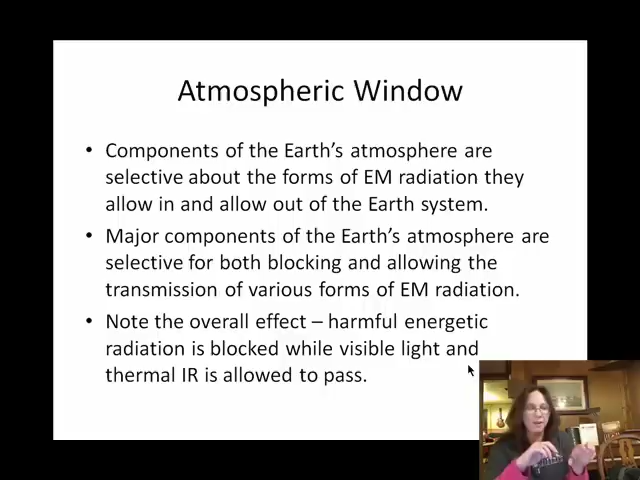 Atmospheric Window
• Components of the Earth's atmosphere are
selective about the forms of EM radiation they
allow in and allow out of the Earth system.
• Major components of the Earth's atmosphere are
selective for both blocking and allowing the
transmission of various forms of EM radiation.
• Note the overall effect – harmful energetic
radiation is blocked while visible light and
thermal IR is allowed to pass.